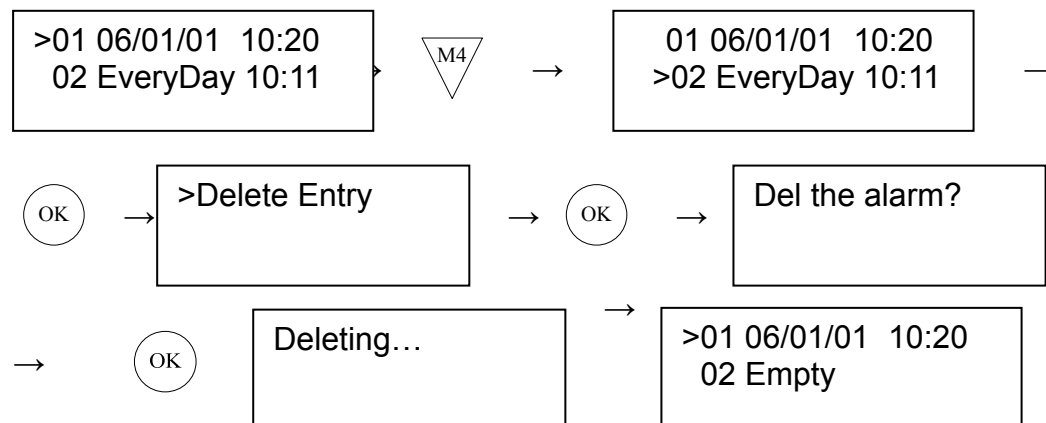 >01 06/01/01 10:20
02 EveryDay 10:11
→
M4
→
01 06/01/01 10:20
>02 EveryDay 10:11
→
OK
→
>Delete Entry
→
OK
→
Del the alarm?
→
OK
Deleting…
→
>01 06/01/01 10:20
02 Empty